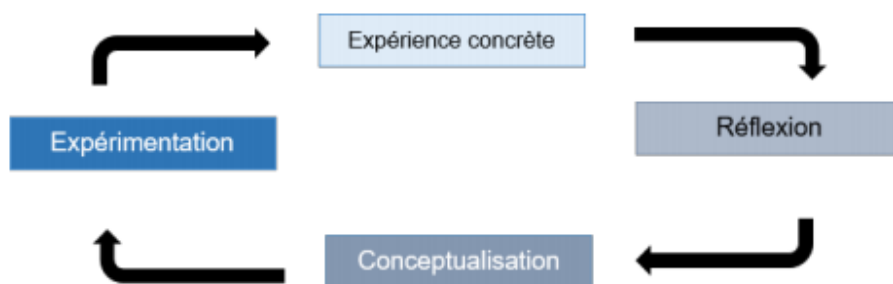 Expérience concrète
Expérimentation
Réflexion
Conceptualisation